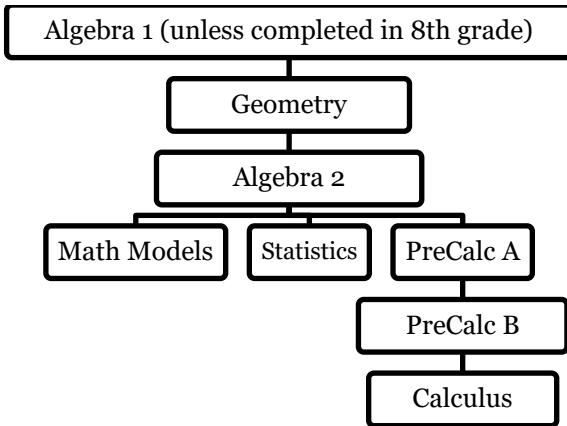 Algebra 1 (unless completed in 8th grade)
Geometry
Algebra 2
Math Models
Statistics
PreCalc A
PreCalc B
Calculus